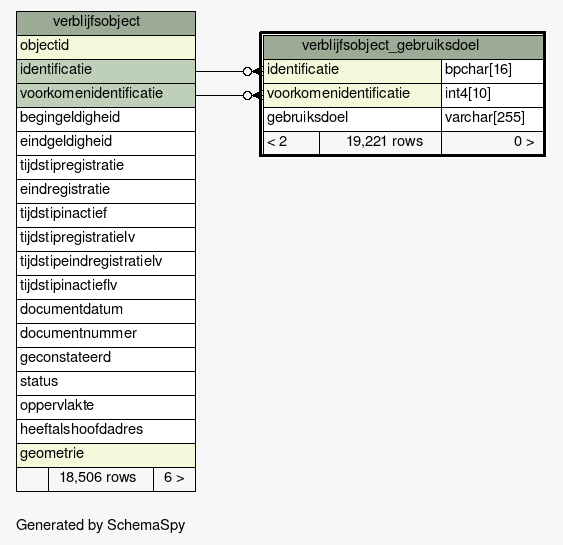 verblijfsobject
objectid
identificatie
voorkomenidentificatie
begingeldigheid
eindgeldigheid
tijdstipregistratie
eindregistratie
tijdstipinactief
tijdstipregistratielv
tijdstipeindregistratielv
tijdstipinactieflv
documentdatum
documentnummer
geconstateerd
status
oppervlakte
heeftalshoofdadres
geometrie
18,506 rows 6 >
verblijfsobject_gebruiksdoel
identificatie bpchar[16]
voorkomenidentificatie int4[10]
gebruiksdoel varchar[255]
< 2 19,221 rows 0 >
Generated by SchemaSpy